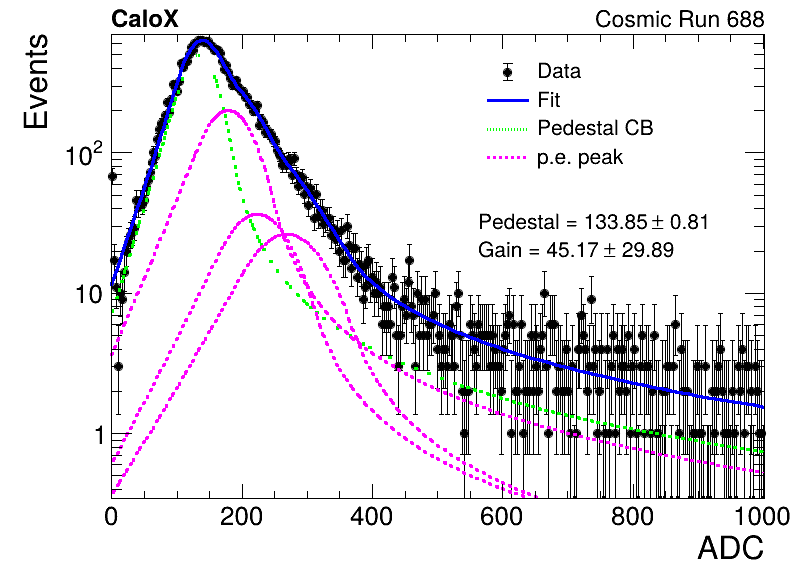 CaloX Cosmic Run 688
Events
Data
Fit
Pedestal CB
p.e. peak
Pedestal = 133.85 ± 0.81
Gain = 45.17 ± 29.89
10²
10
1
0 200 400 600 800 1000
ADC